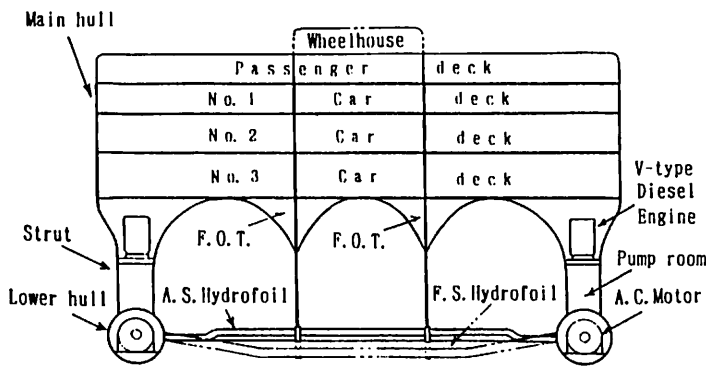 Main hull
Wheelhouse
Passenger deck
No. 1 Car deck
No. 2 Car deck
No. 3 Car deck
V-type
Diesel
Engine
F.O.T.
F.O.T.
Strut
Pump room
Lower hull
A.S.Hydrofoil
F.S.Hydrofoil
A.C.Motor